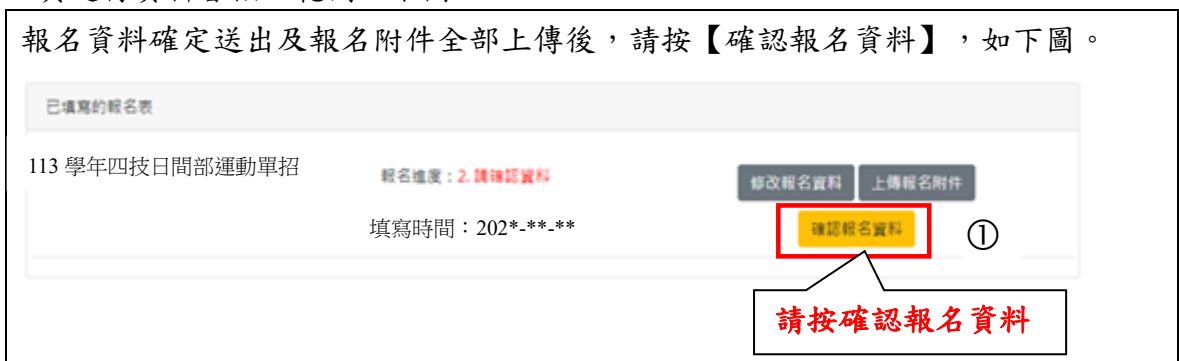 報名資料確定送出及報名附件全部上傳後，請按【確認報名資料】，如下圖。
已填寫的報名表
113 學年四技日間部運動單招
報名進度：2. 請確認資料
修改報名資料 上傳報名附件
填寫時間：202*-**-**
確認報名資料 ①
請按確認報名資料